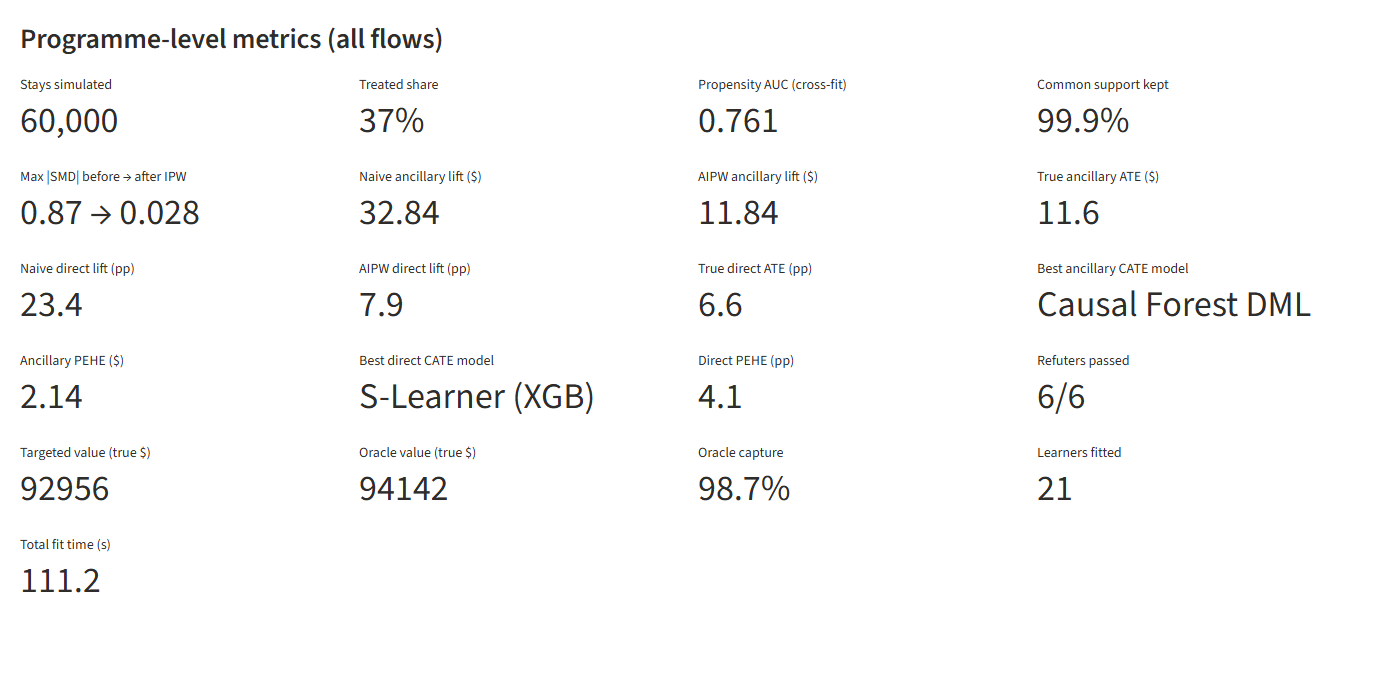 Programme-level metrics (all flows)
Stays simulated
60,000
Treated share
37%
Propensity AUC (cross-fit)
0.761
Common support kept
99.9%
Max |SMD| before → after IPW
0.87 → 0.028
Naive ancillary lift ($)
32.84
AIPW ancillary lift ($)
11.84
True ancillary ATE ($)
11.6
Naive direct lift (pp)
23.4
AIPW direct lift (pp)
7.9
True direct ATE (pp)
6.6
Best ancillary CATE model
Causal Forest DML
Ancillary PEHE ($)
2.14
Best direct CATE model
S-Learner (XGB)
Direct PEHE (pp)
4.1
Refuters passed
6/6
Targeted value (true $)
92956
Oracle value (true $)
94142
Oracle capture
98.7%
Learners fitted
21
Total fit time (s)
111.2